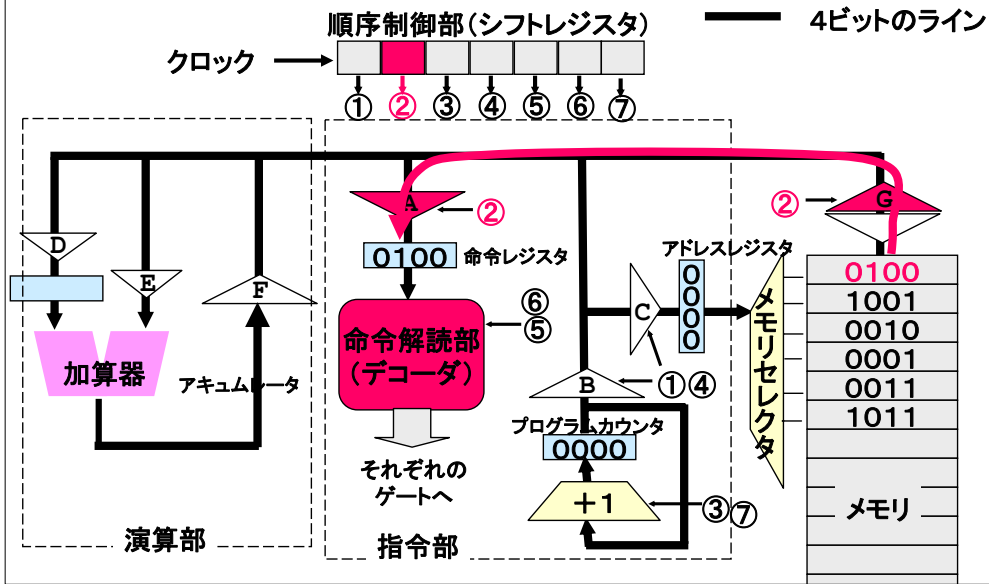 4ビットのライン
順序制御部(シフトレジスタ)
クロック
① ② ③ ④ ⑤ ⑥ ⑦
A
②
0100
命令レジスタ
命令解読部
(デコーダ)
⑥
⑤
それぞれの
ゲートへ
D
E
F
加算器
アキュムレータ
演算部
アドレスレジスタ
0000
C
①④
B
プログラムカウンタ
0000
+1
③⑦
指令部
メモリセレクタ
②
G
0100
1001
0010
0001
0011
1011
メモリ